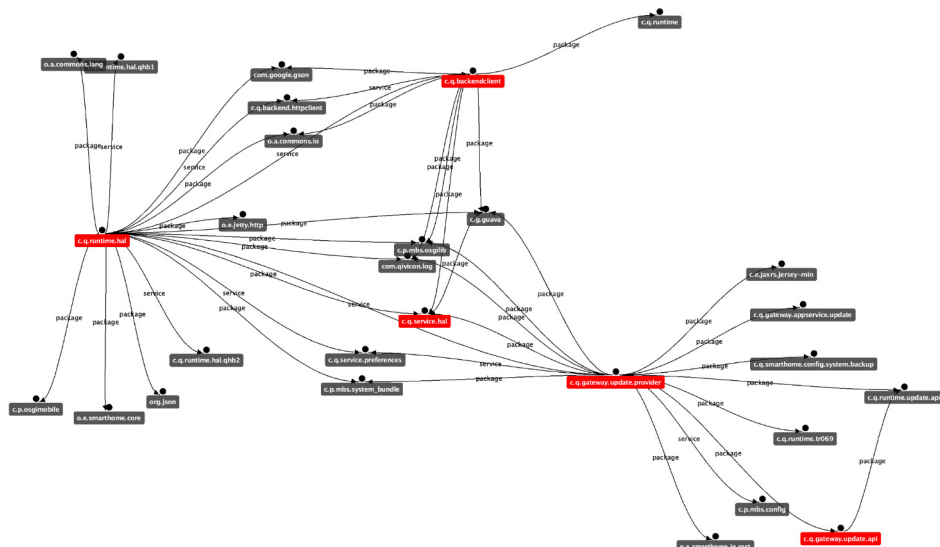 c.q.runtime
package
o.a.commons.lang
runtime.hal.qhb1
com.google.gson
package
c.q.backendclient
service
c.q.backend.httpclient
package
o.a.commons.io
package
service
package
service
package
service
package
package
package
package
package
c.g.guava
o.e.jetty.http
package
package
c.q.runtime.hal
package
c.p.mbs.osgilib
package
com.qivicon.log
package
package
service
service
package
package
service
package
package
package
c.e.jaxrs.jersey-min
package
package
c.q.gateway.appservice.update
c.q.service.hal
package
package
package
package
c.q.runtime.hal.qhb2
c.q.service.preferences
service
package
c.q.smarthome.config.system.backup
c.q.gateway.update.provider
package
c.p.mbs.system_bundle
package
c.q.runtime.update.api
c.p.osgimobile
o.e.smarthome.core
org.json
package
c.q.runtime.tr069
service
package
package
package
c.p.mbs.config
c.q.gateway.update.api